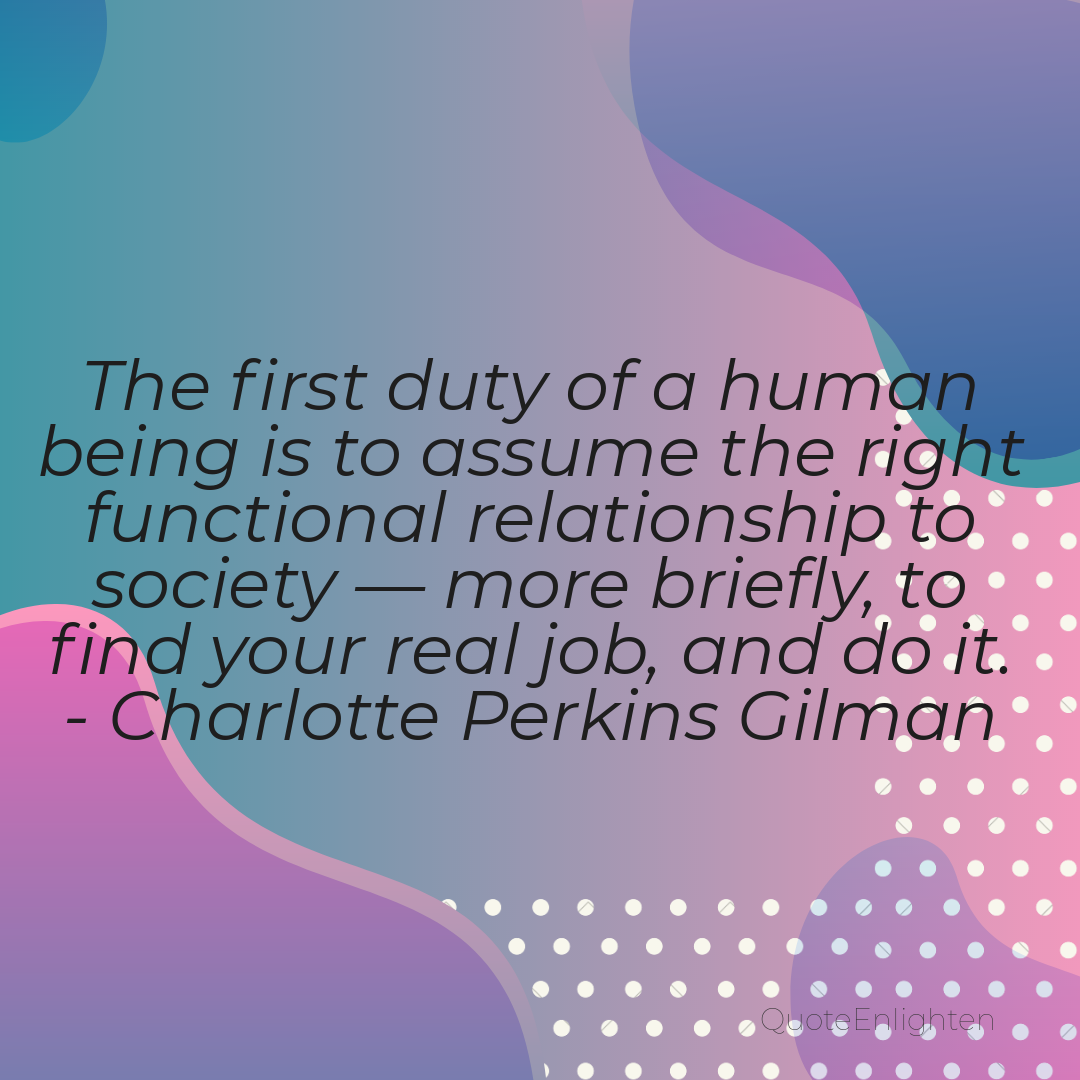 The first duty of a human
being is to assume the right
functional relationship to
society — more briefly, to
find your real job, and do it.
- Charlotte Perkins Gilman
QuoteEnlighten